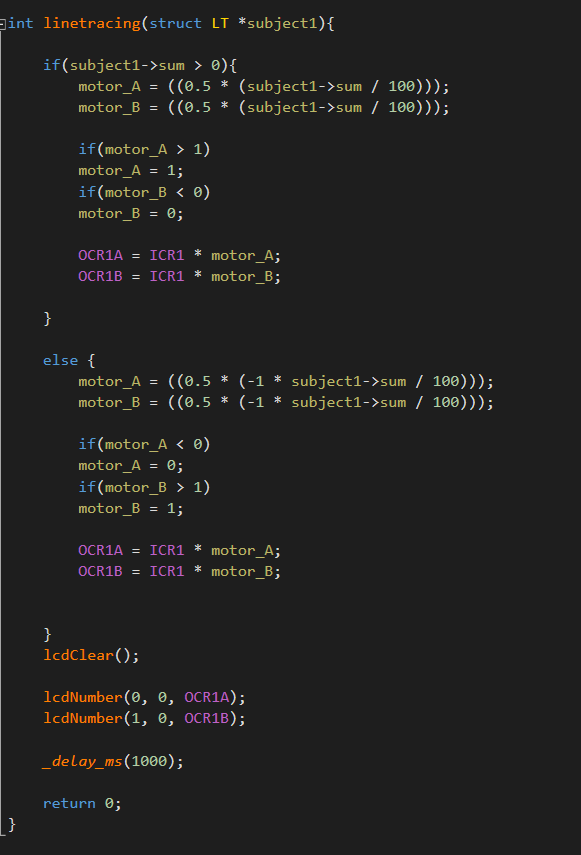 int linetracing(struct LT *subject1){
if(subject1->sum > 0){
motor_A = ((0.5 * (subject1->sum / 100)));
motor_B = ((0.5 * (subject1->sum / 100)));
if(motor_A > 1)
motor_A = 1;
if(motor_B < 0)
motor_B = 0;
OCR1A = ICR1 * motor_A;
OCR1B = ICR1 * motor_B;
}
else {
motor_A = ((0.5 * (-1 * subject1->sum / 100)));
motor_B = ((0.5 * (-1 * subject1->sum / 100)));
if(motor_A < 0)
motor_A = 0;
if(motor_B > 1)
motor_B = 1;
OCR1A = ICR1 * motor_A;
OCR1B = ICR1 * motor_B;
}
lcdClear();
lcdNumber(0, 0, OCR1A);
lcdNumber(1, 0, OCR1B);
_delay_ms(1000);
return 0;
}